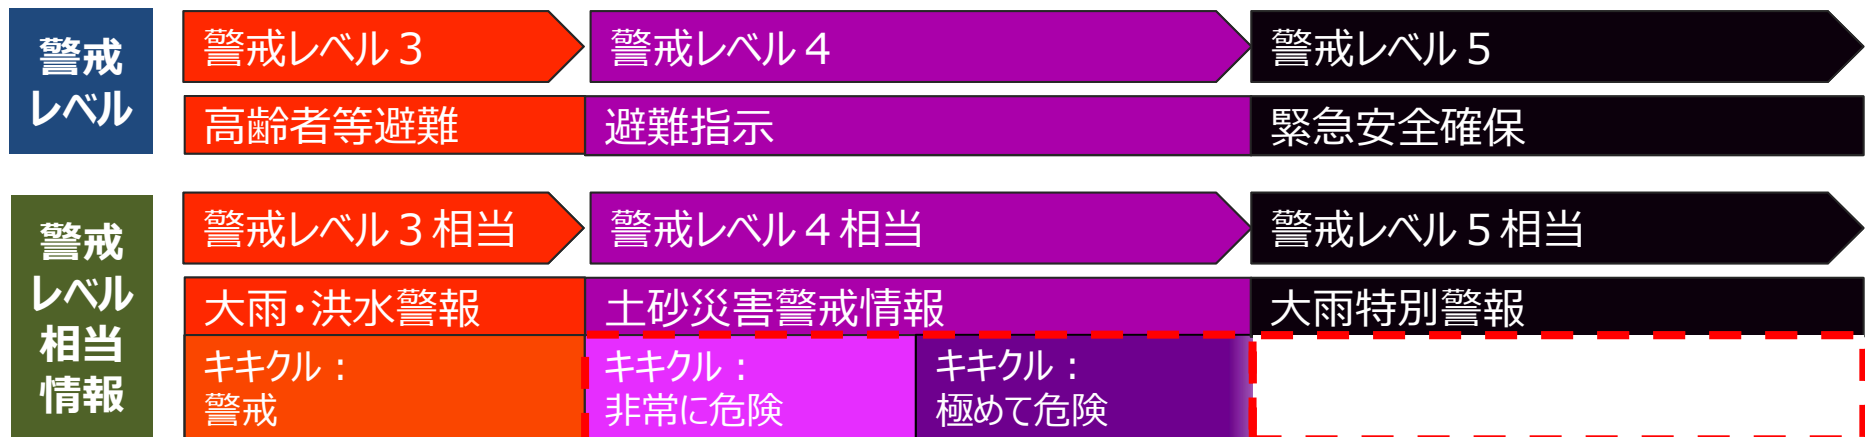 警戒
レベル
警戒レベル３
警戒レベル４
警戒レベル５
高齢者等避難
避難指示
緊急安全確保
警戒
レベル
相当
情報
警戒レベル３相当
警戒レベル４相当
警戒レベル５相当
大雨・洪水警報
土砂災害警戒情報
大雨特別警報
キキクル：
警戒
キキクル：
非常に危険
キキクル：
極めて危険